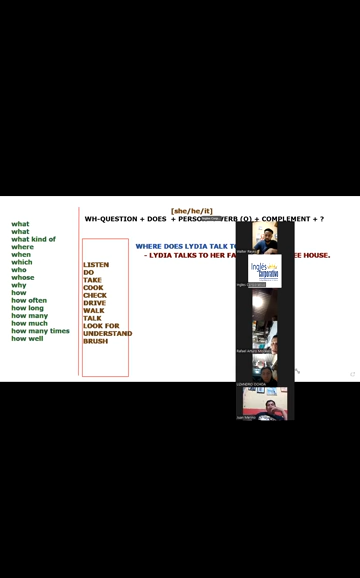 [she/he/it]
WH-QUESTION + DOES + PERSO VERB (O) + COMPLEMENT + ?
what
what
what kind of
where
when
which
who
whose
why
how
how often
how long
how many
how much
how many times
how well
LISTEN
DO
TAKE
COOK
CHECK
DRIVE
WALK
TALK
LOOK FOR
UNDERSTAND
BRUSH
WHERE DOES LYDIA TALK TO
- LYDIA TALKS TO HER FA EE HOUSE.
inglés
corporativo
47